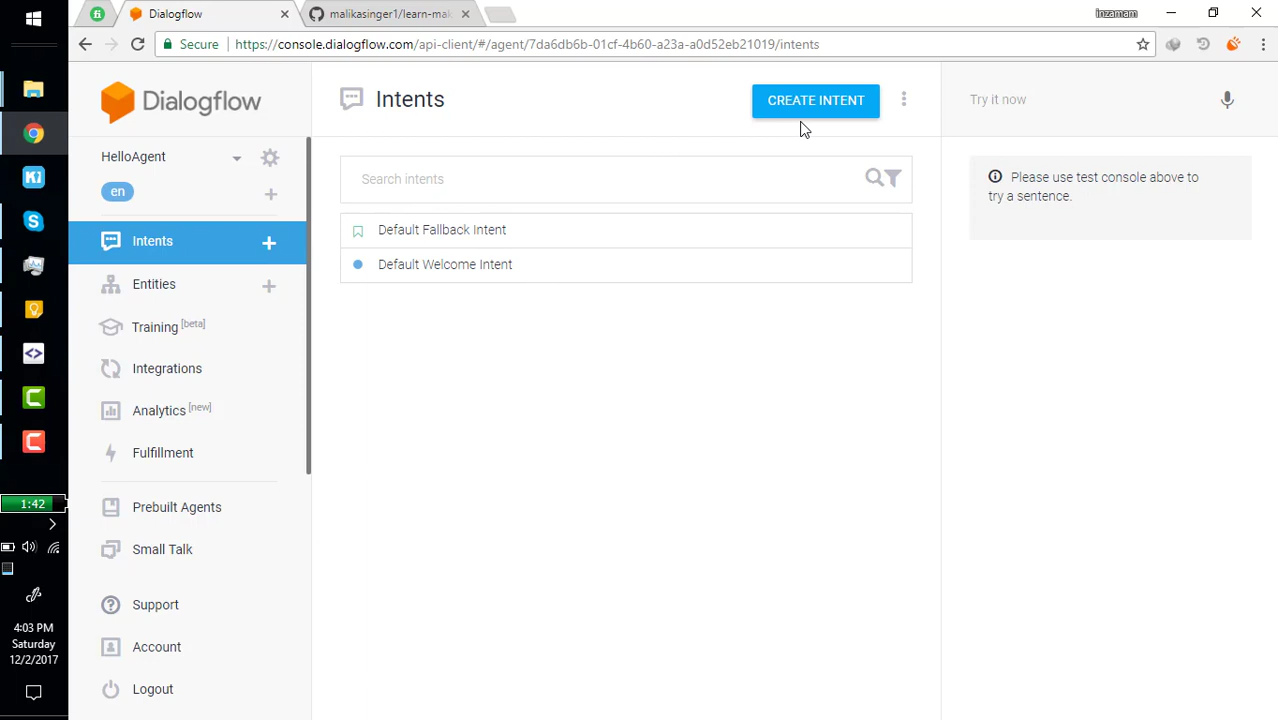 Dialogflow
malikasinger1/learn-mak
inzamam
Secure
https://console.dialogflow.com/api-client/#/agent/7da6db6b-01cf-4b60-a23a-a0d52eb21019/intents
Dialogflow
Intents
CREATE INTENT
Try it now
HelloAgent
en
Search intents
Please use test console above to
try a sentence.
Default Fallback Intent
Default Welcome Intent
Intents
Entities
Training [beta]
Integrations
Analytics [new]
Fulfillment
Prebuilt Agents
Small Talk
Support
Account
Logout
1:42
4:03 PM
Saturday
12/2/2017